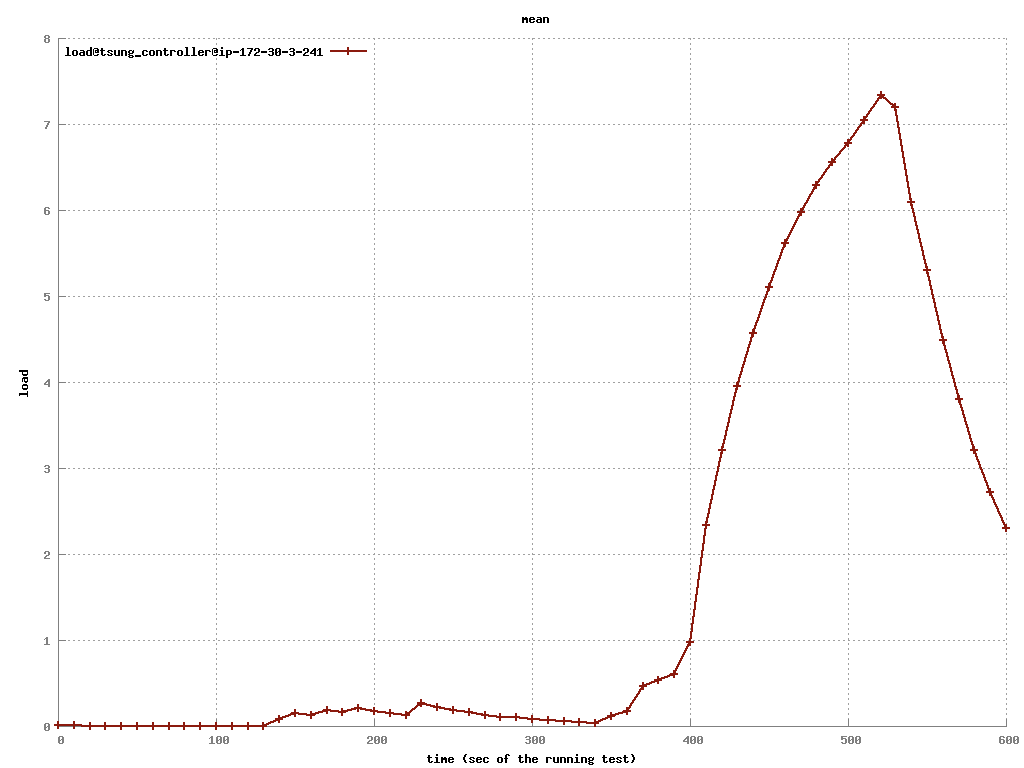 mean
load@tsung_controller@ip-172-30-3-241
8
7
6
5
4
3
2
1
0
load
0 100 200 300 400 500 600
time (sec of the running test)